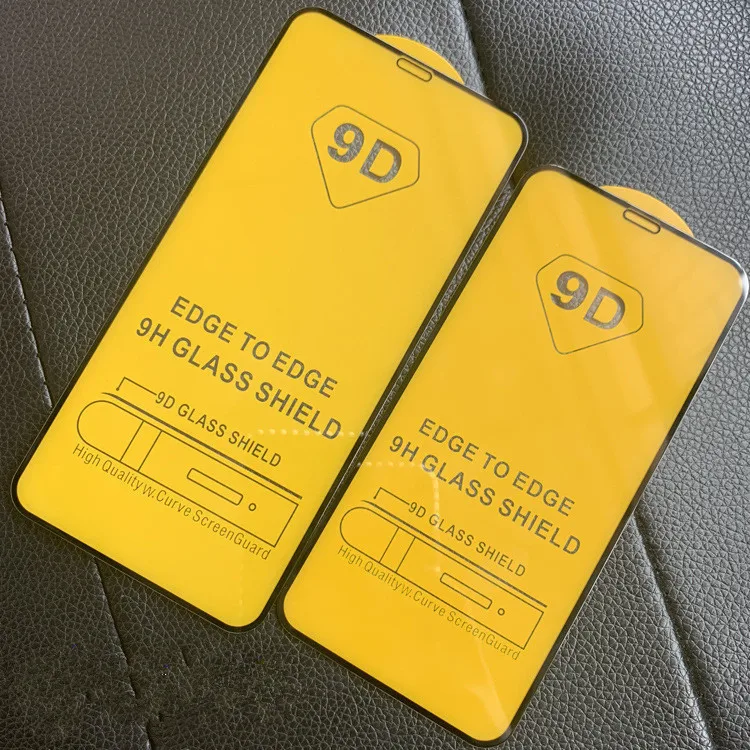 9D
EDGE TO EDGE
9H GLASS SHIELD
9D GLASS SHIELD
High Quality W. Curve ScreenGuard
9D
EDGE TO EDGE
9H GLASS SHIELD
9D GLASS SHIELD
High Quality W. Curve ScreenGuard